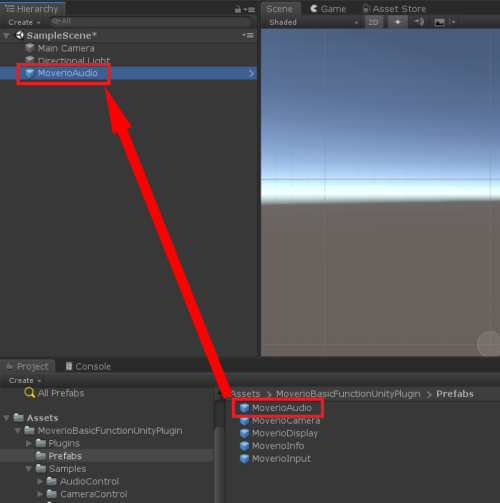 Hierarchy
Create
All
SampleScene*
Main Camera
Directional Light
MoverioAudio
Scene
Game
Asset Store
Shaded
2D
Project
Console
Create
All Prefabs
Assets
MoverioBasicFunctionUnityPlugin
Plugins
Prefabs
Samples
AudioControl
CameraControl
Assets > MoverioBasicFunctionUnityPlugin > Prefabs
MoverioAudio
MoverioCamera
MoverioDisplay
MoverioInfo
MoverioInput